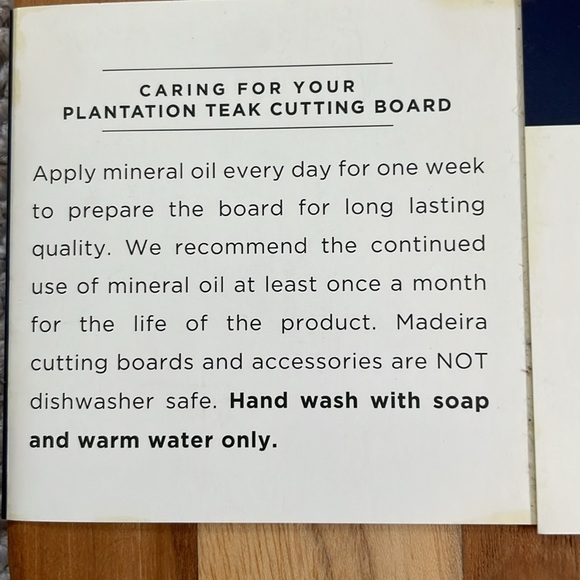 CARING FOR YOUR
PLANTATION TEAK CUTTING BOARD
Apply mineral oil every day for one week
to prepare the board for long lasting
quality. We recommend the continued
use of mineral oil at least once a month
for the life of the product. Madeira
cutting boards and accessories are NOT
dishwasher safe. Hand wash with soap
and warm water only.